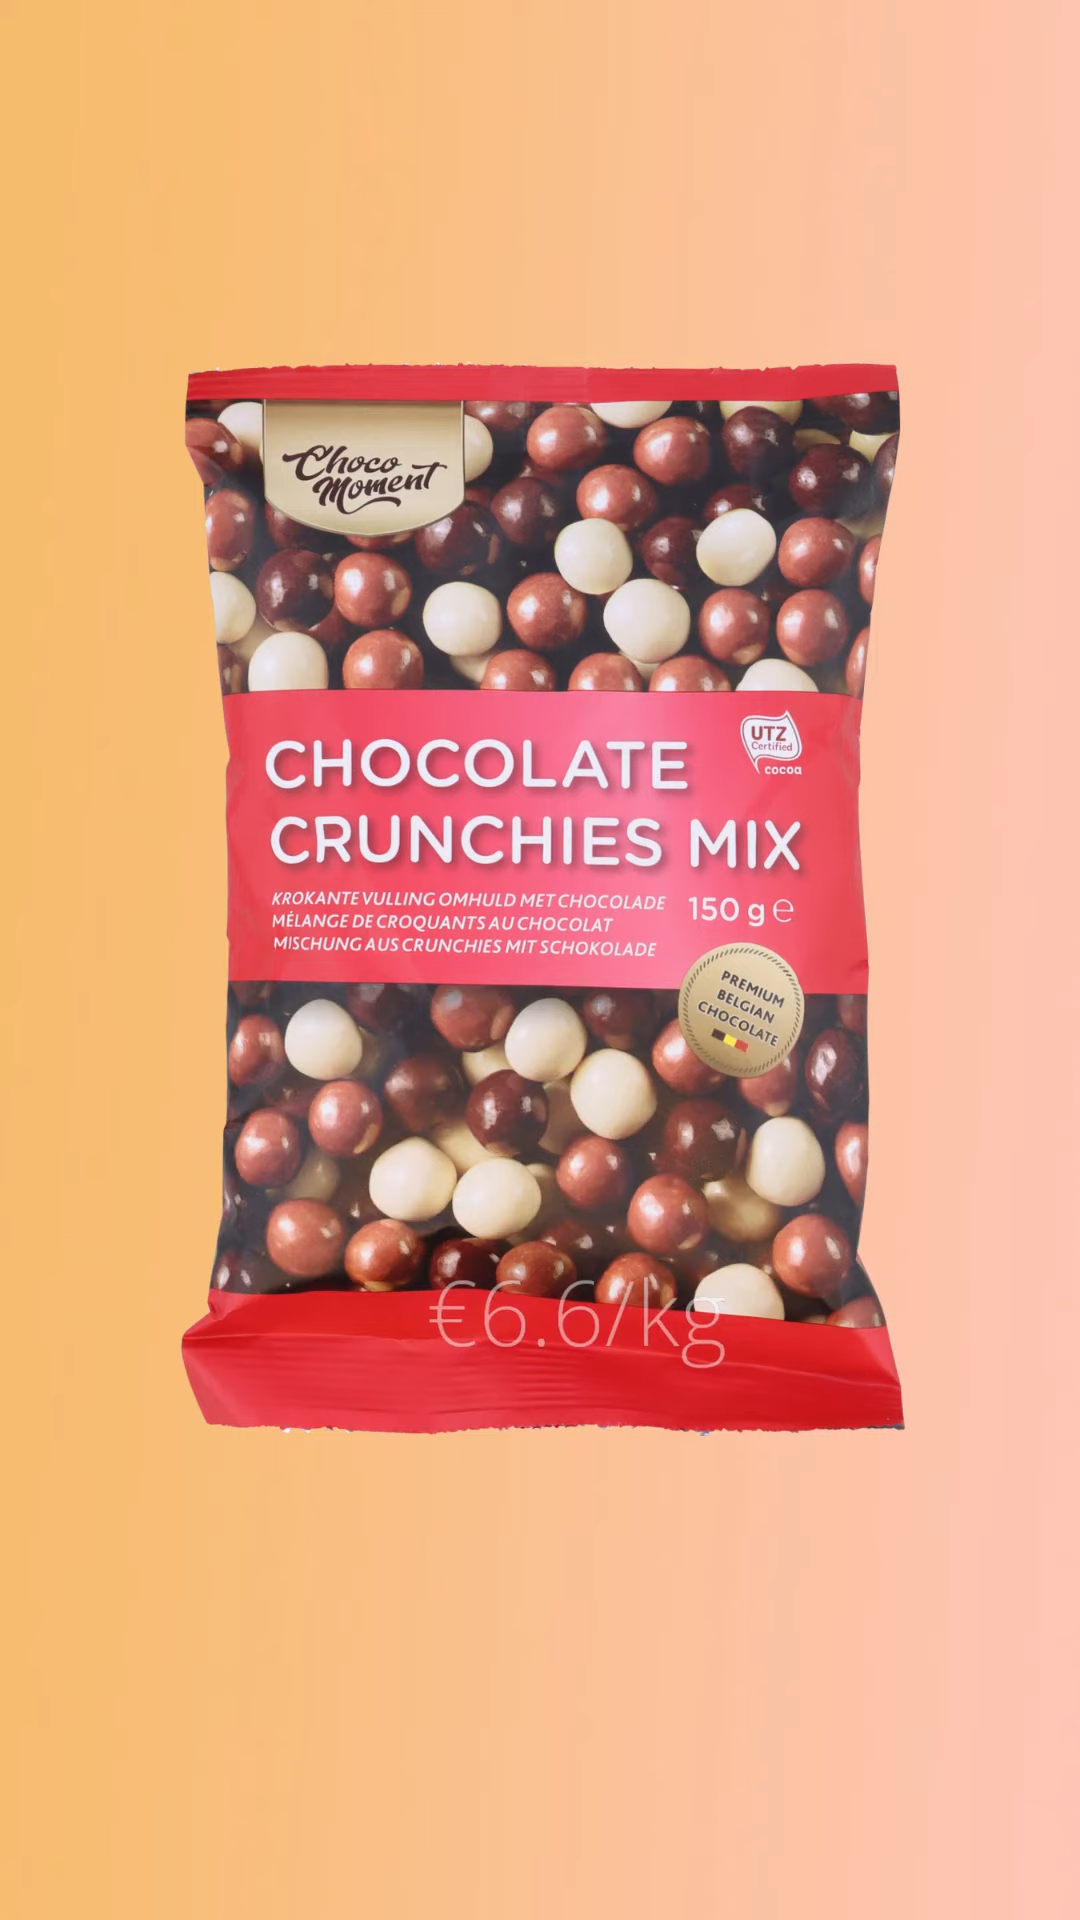 Choco
Moment
UTZ
Certified
cocoa
CHOCOLATE
CRUNCHIES MIX
KROKANTE VULLING OMHULD MET CHOCOLADE
MÉLANGE DE CROQUANTS AU CHOCOLAT
MISCHUNG AUS CRUNCHIES MIT SCHOKOLADE
150 g ℮
PREMIUM
BELGIAN
CHOCOLATE
€6.6/kg